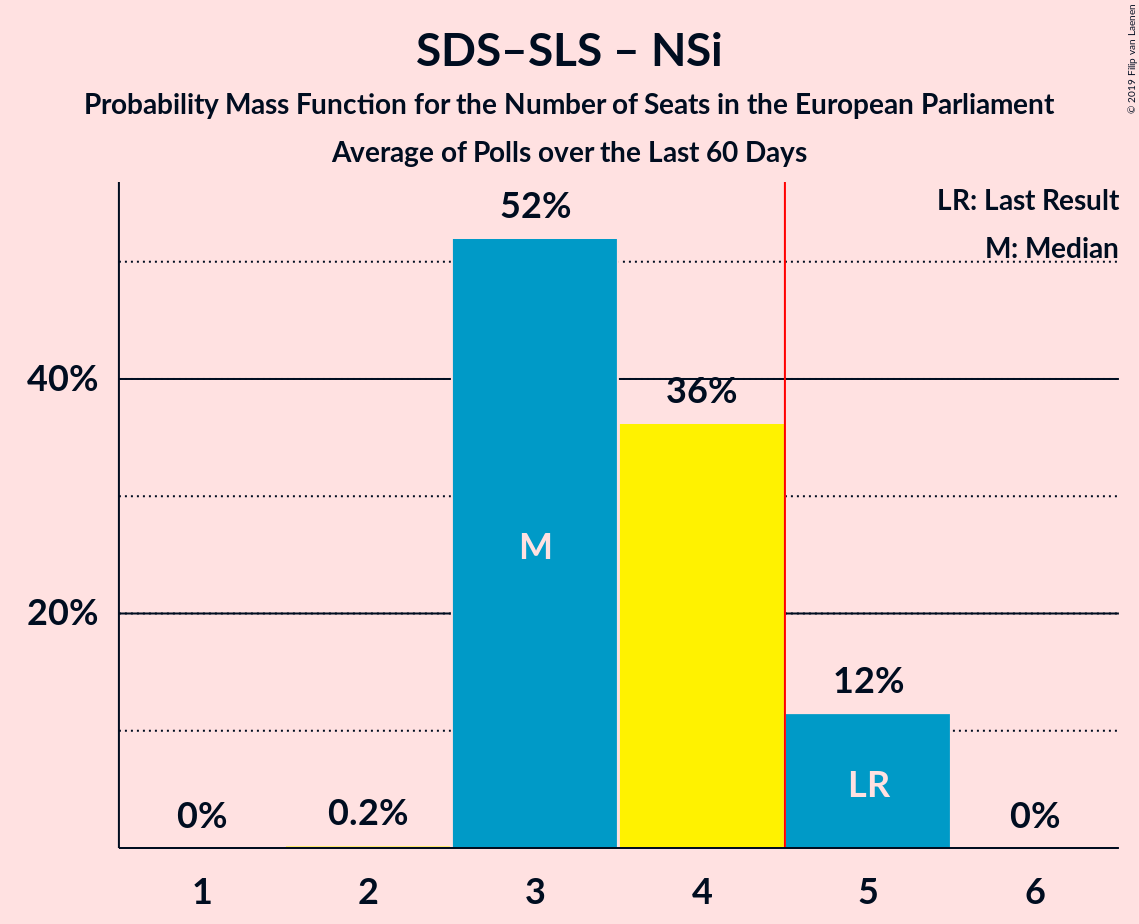 SDS–SLS – NSi
Probability Mass Function for the Number of Seats in the European Parliament
Average of Polls over the Last 60 Days
© 2019 Filip van Laenen
LR: Last Result
M: Median
52%
40%
36%
M
20%
12%
LR
0%
0.2%
0%
1 2 3 4 5 6